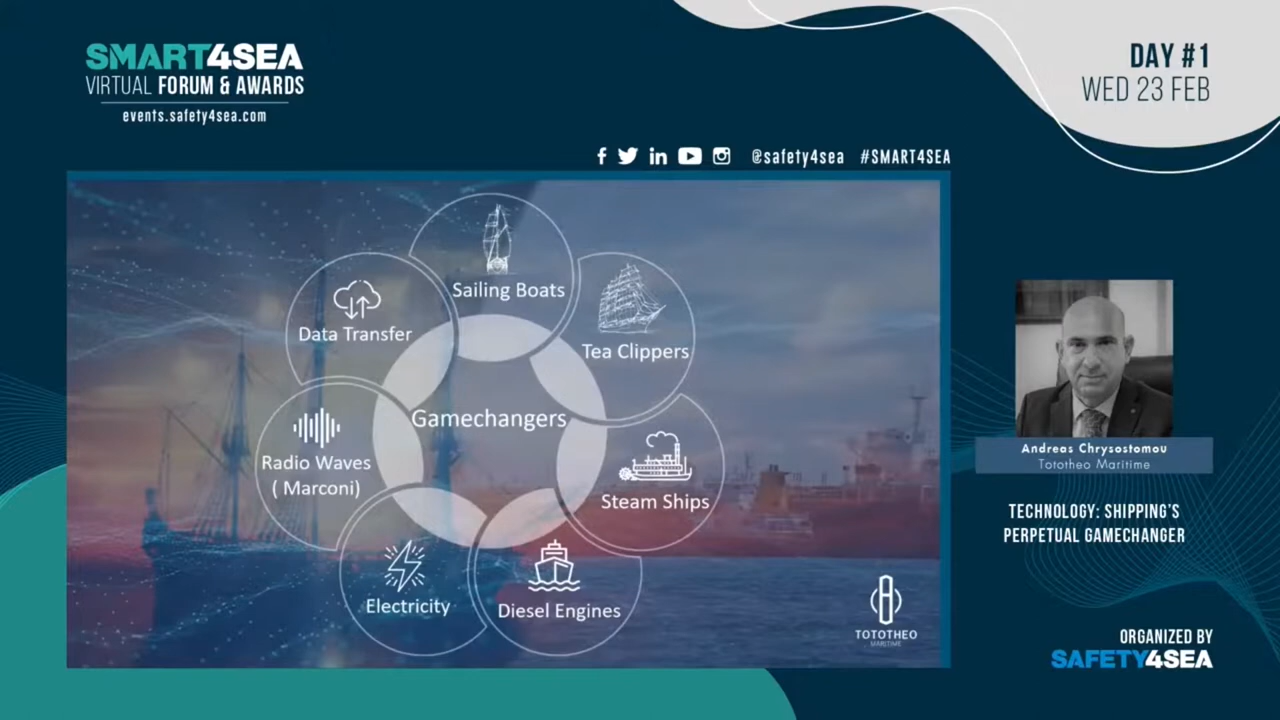 SMART4SEA
VIRTUAL FORUM & AWARDS
events.safety4sea.com
DAY #1
WED 23 FEB
@safety4sea #SMART4SEA
Sailing Boats
Tea Clippers
Steam Ships
Diesel Engines
Electricity
Radio Waves
( Marconi)
Data Transfer
Gamechangers
TOTOTHEO
MARITIME
Andreas Chrysostomou
Tototheo Maritime
TECHNOLOGY: SHIPPING'S
PERPETUAL GAMECHANGER
ORGANIZED BY
SAFETY4SEA